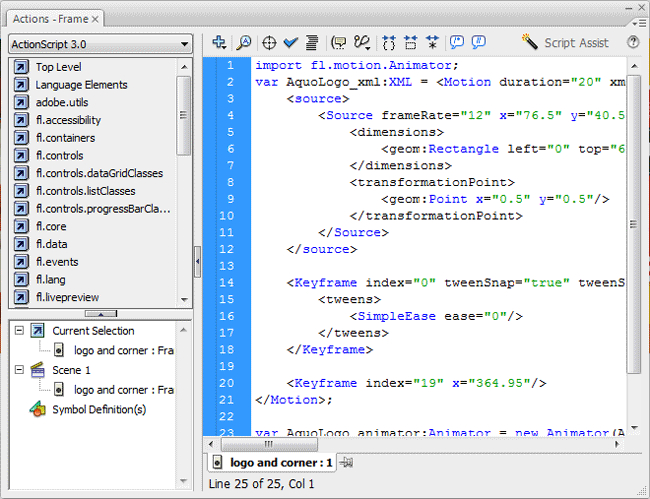 Actions - Frame ×
ActionScript 3.0
Script Assist
Top Level
Language Elements
adobe.utils
fl.accessibility
fl.containers
fl.controls
fl.controls.dataGridClasses
fl.controls.listClasses
fl.controls.progressBarCla...
fl.core
fl.data
fl.events
fl.lang
fl.livepreview
Current Selection
logo and corner : Fra
Scene 1
logo and corner : Fra
Symbol Definition(s)
1 import fl.motion.Animator;
2 var AquoLogo_xml:XML = <Motion duration="20" xm
3 <source>
4 <Source frameRate="12" x="76.5" y="40.5
5 <dimensions>
6 <geom:Rectangle left="0" top="6
7 </dimensions>
8 <transformationPoint>
9 <geom:Point x="0.5" y="0.5"/>
10 </transformationPoint>
11 </Source>
12 </source>
13
14 <Keyframe index="0" tweenSnap="true" tweenS
15 <tweens>
16 <SimpleEase ease="0"/>
17 </tweens>
18 </Keyframe>
19
20 <Keyframe index="19" x="364.95"/>
21 </Motion>;
22
23 var AquoLogo_animator:Animator = new Animator(A
logo and corner : 1
Line 25 of 25, Col 1